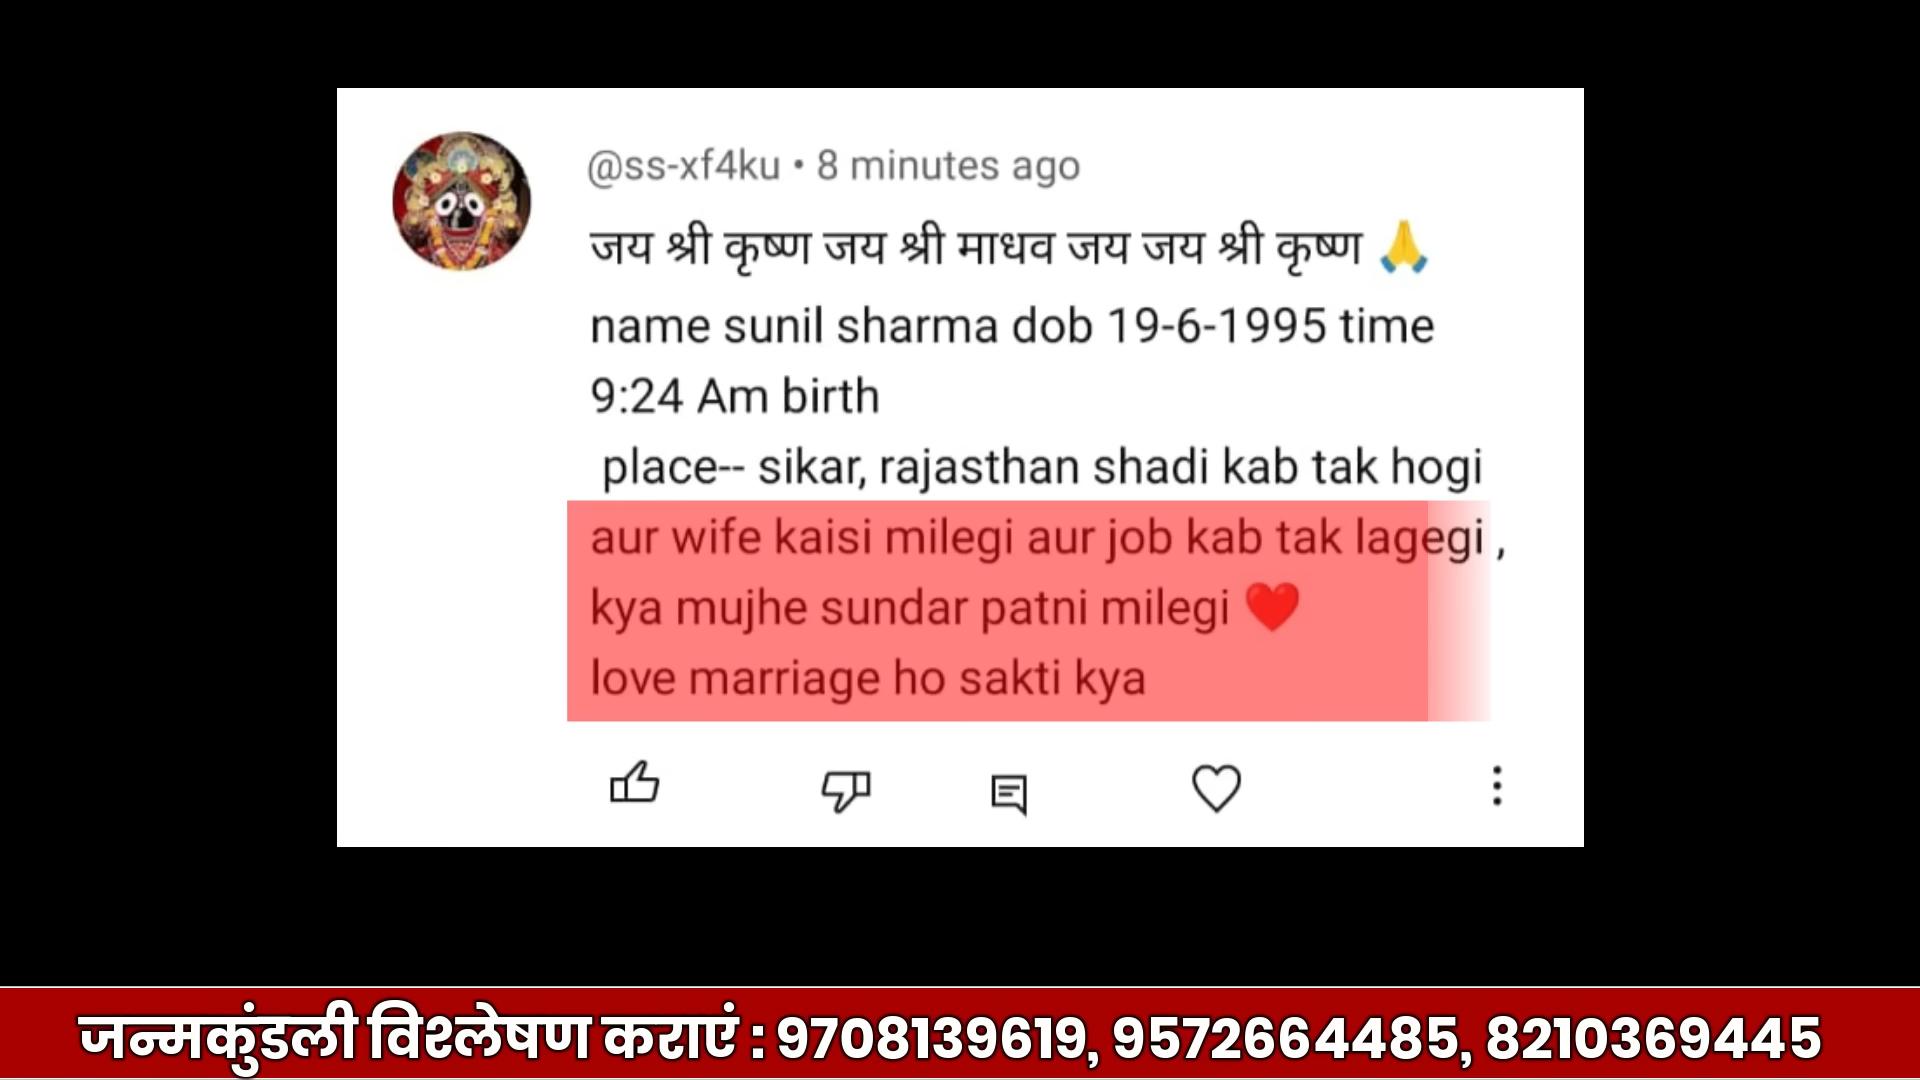 @ss-xf4ku • 8 minutes ago
जय श्री कृष्ण जय श्री माधव जय जय श्री कृष्ण 🙏
name sunil sharma dob 19-6-1995 time
9:24 Am birth
place-- sikar, rajasthan shadi kab tak hogi
aur wife kaisi milegi aur job kab tak lagegi ,
kya mujhe sundar patni milegi ❤️
love marriage ho sakti kya
जन्मकुंडली विश्लेषण कराएं : 9708139619, 9572664485, 8210369445